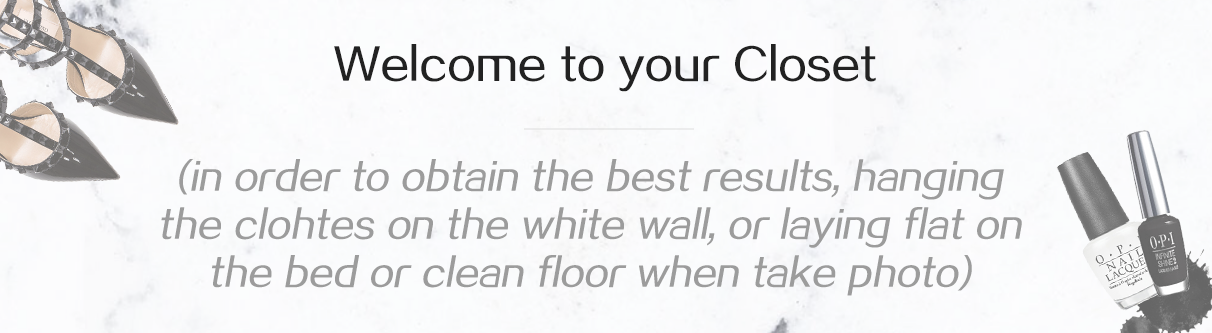 Welcome to your Closet
(in order to obtain the best results, hanging
the clohtes on the white wall, or laying flat on
the bed or clean floor when take photo)
O · P ·
NAIL
LACQUE
O·P·I
INFINITE
SHINE